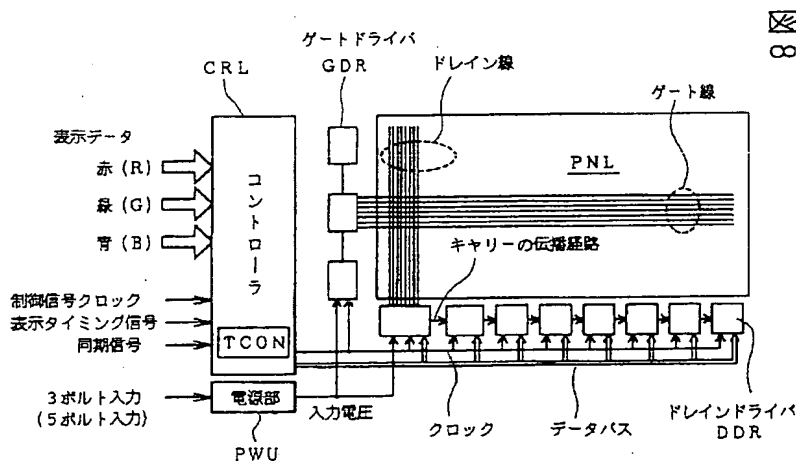 図8
ゲートドライバ
GDR
ドレイン線
CRL
ゲート線
表示データ
赤(R)
緑(G)
青(B)
コントローラ
PNL
キャリーの伝播経路
制御信号クロック
表示タイミング信号
同期信号
TCON
3ボルト入力
(5ボルト入力)
電源部
入力電圧
クロック
データバス
ドレインドライバ
DDR
PWU